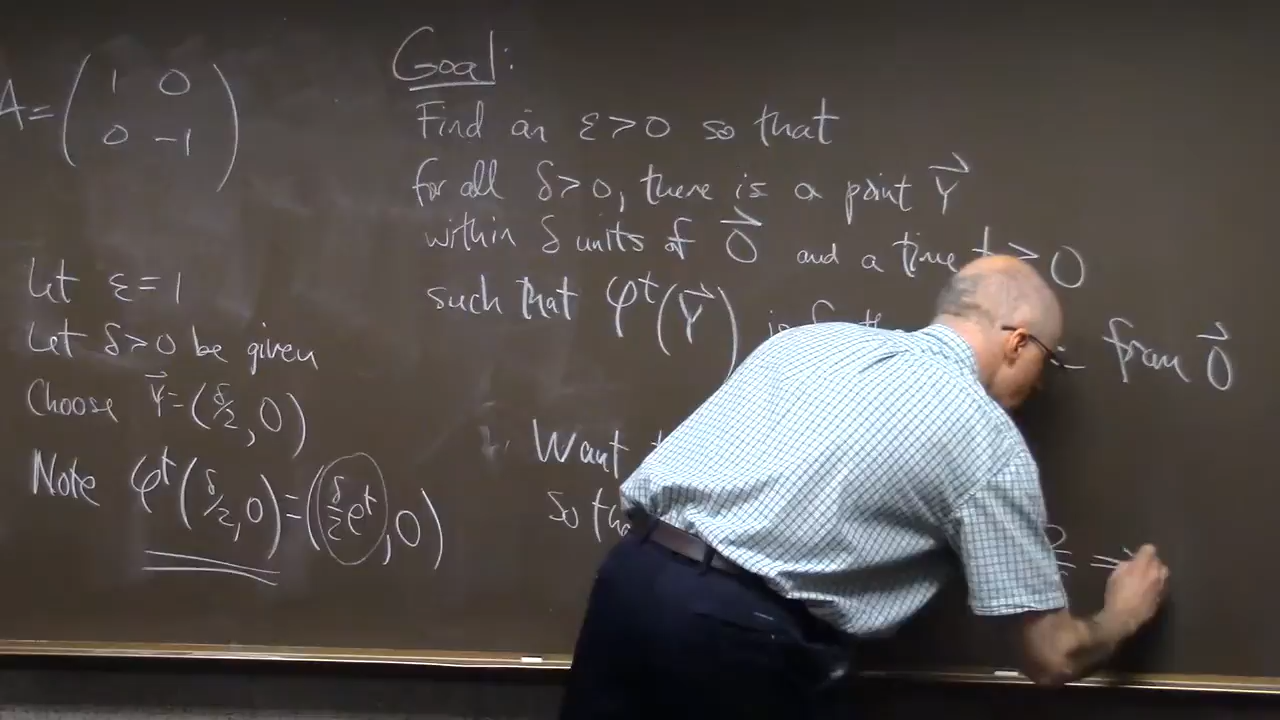 A = ( 1 0
0 -1 )
Let ε = 1
Let δ > 0 be given
Choose Y⃗ = (δ/2, 0)
Note φᵗ(δ/2, 0) = (δ/2 eᵗ, 0)
Goal:
Find an ε > 0 so that
for all δ > 0, there is a point Y⃗
within δ units of 0⃗ and a time t > 0
such that φᵗ(Y⃗) is from 0⃗
Want
so